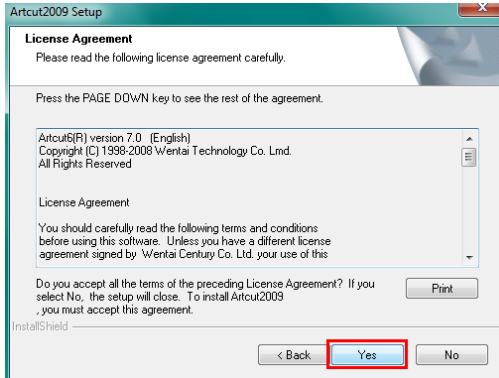 Artcut2009 Setup
License Agreement
Please read the following license agreement carefully.
Press the PAGE DOWN key to see the rest of the agreement.
Artcut6(R) version 7.0 (English)
Copyright (C) 1998-2008 Wentai Technology Co. Lmd.
All Rights Reserved
License Agreement
You should carefully read the following terms and conditions
before using this software. Unless you have a different license
agreement signed by Wentai Century Co. Ltd. your use of this
Do you accept all the terms of the preceding License Agreement? If you
select No, the setup will close. To install Artcut2009
, you must accept this agreement.
Print
InstallShield
< Back
Yes
No